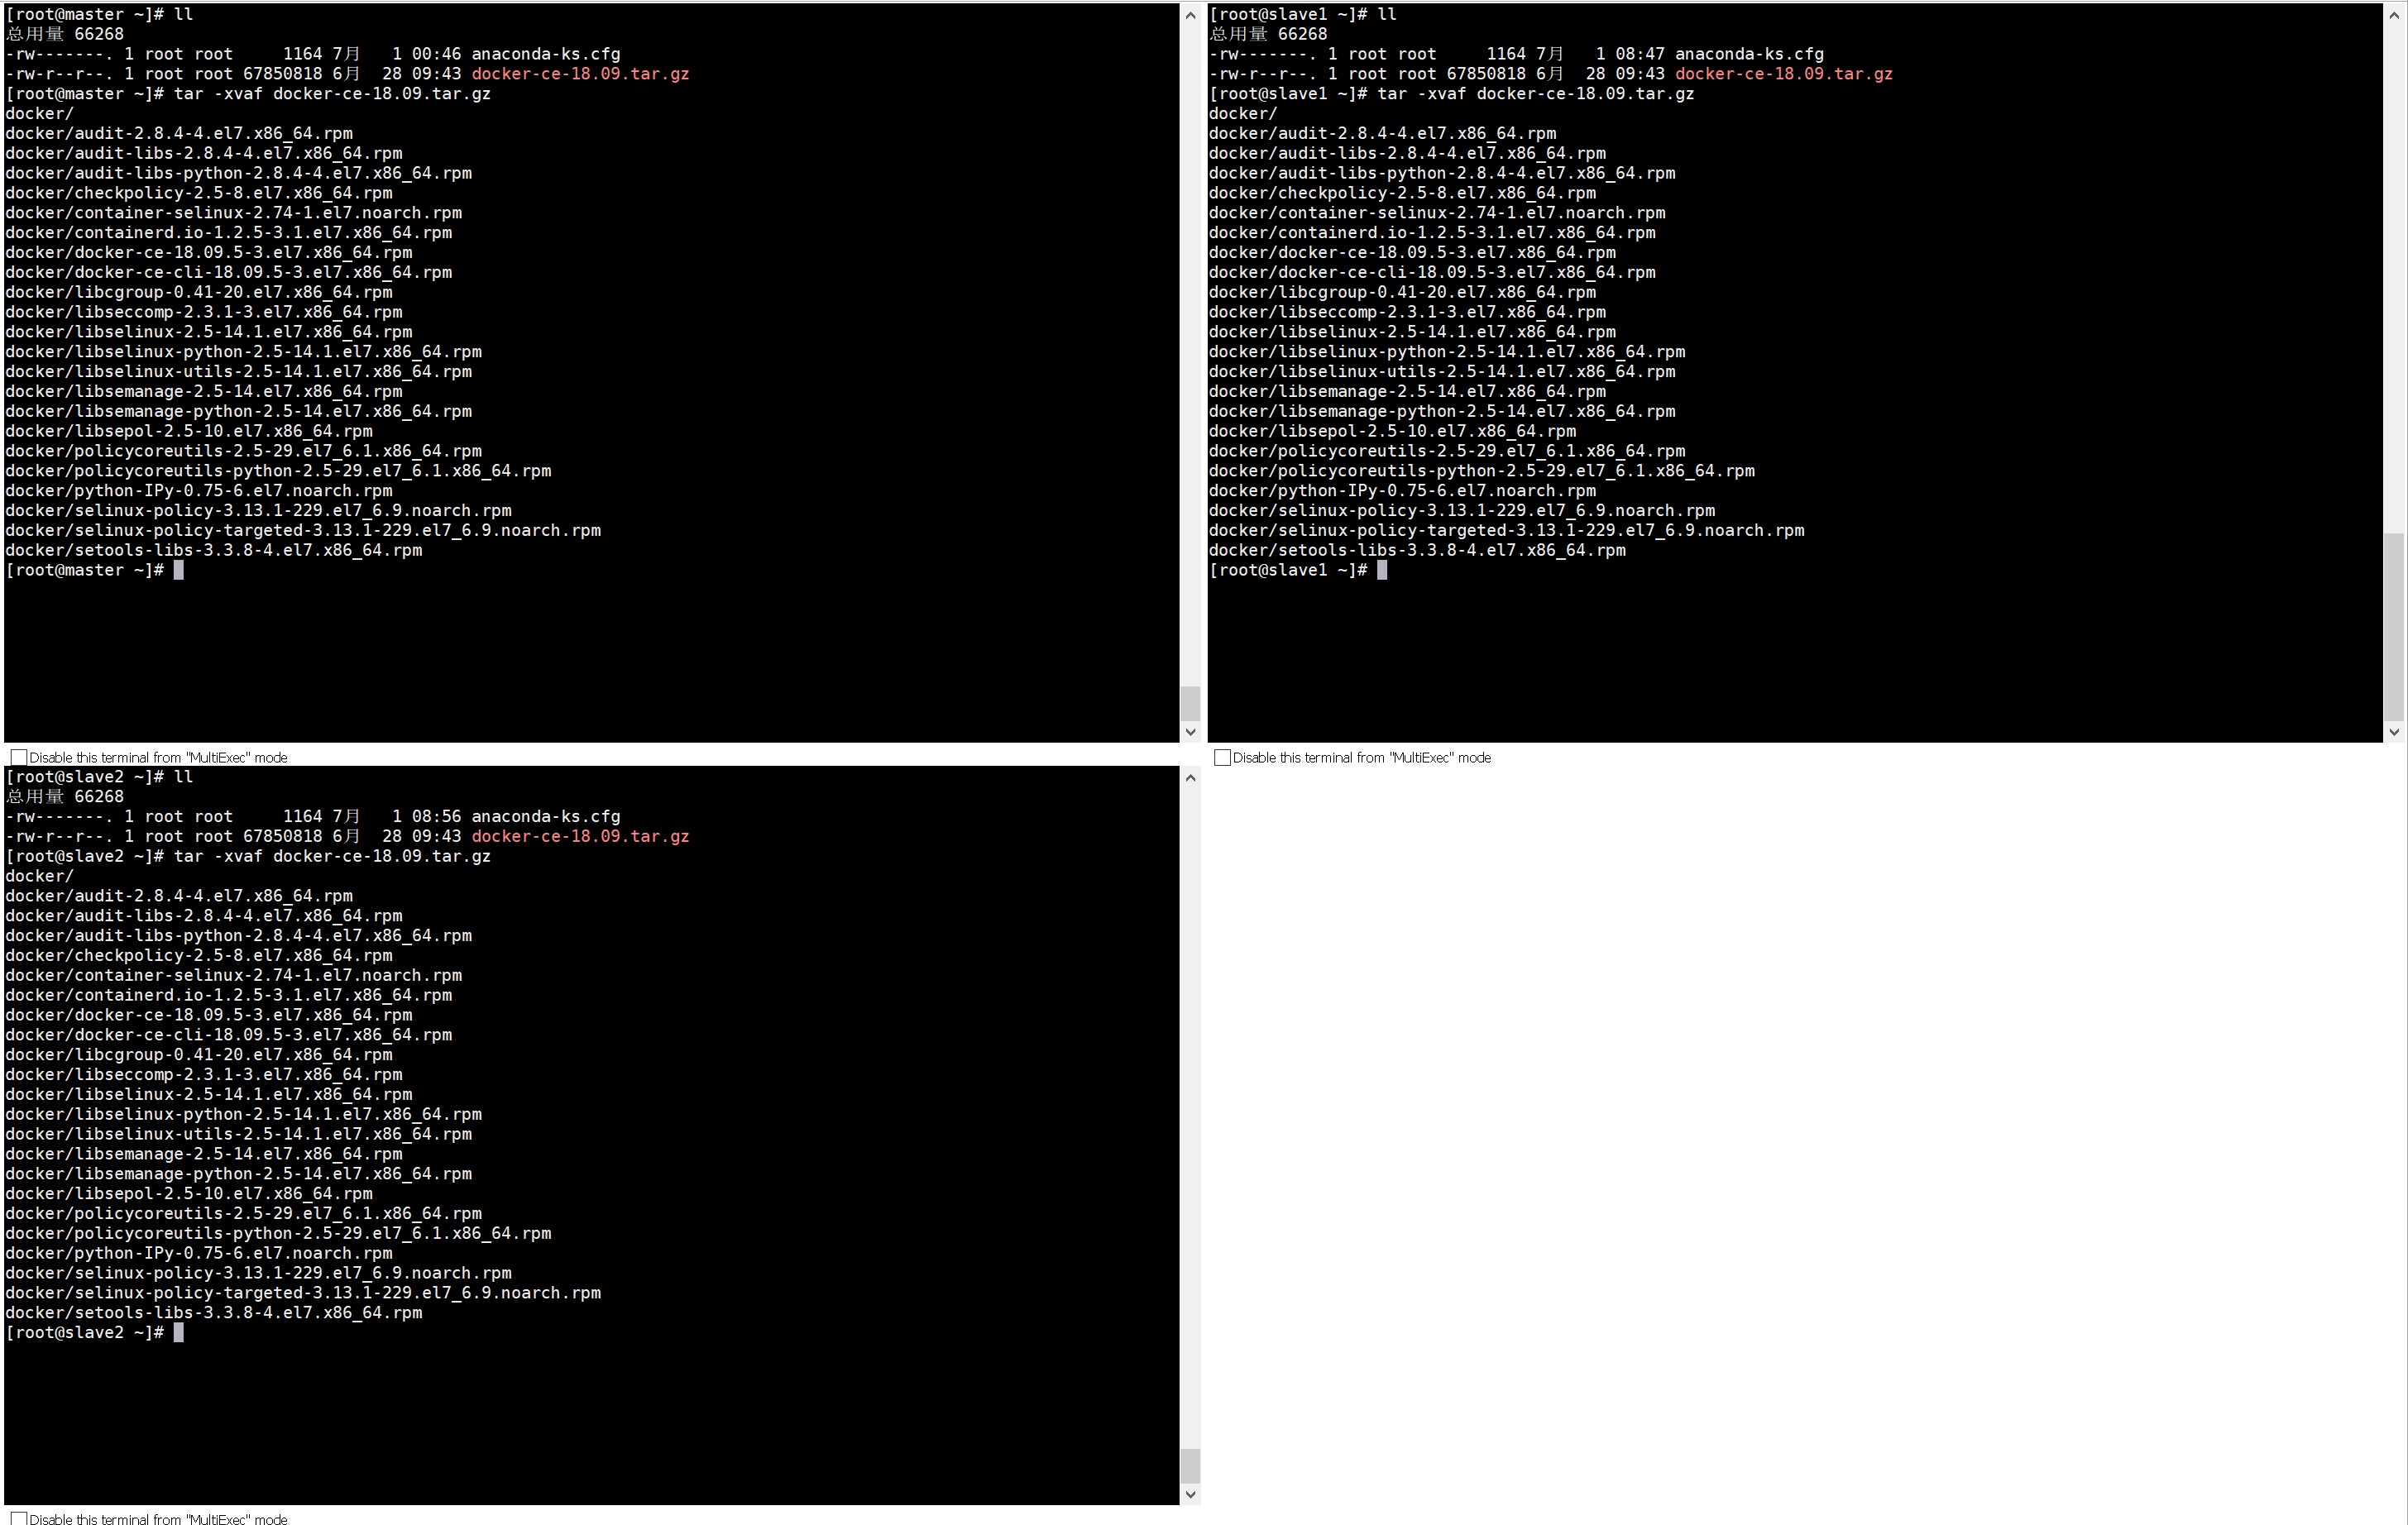 [root@master ~]# ll
总用量 66268
-rw-------. 1 root root     1164 7月   1 00:46 anaconda-ks.cfg
-rw-r--r--. 1 root root 67850818 6月  28 09:43 docker-ce-18.09.tar.gz
[root@master ~]# tar -xvaf docker-ce-18.09.tar.gz
docker/
docker/audit-2.8.4-4.el7.x86_64.rpm
docker/audit-libs-2.8.4-4.el7.x86_64.rpm
docker/audit-libs-python-2.8.4-4.el7.x86_64.rpm
docker/checkpolicy-2.5-8.el7.x86_64.rpm
docker/container-selinux-2.74-1.el7.noarch.rpm
docker/containerd.io-1.2.5-3.1.el7.x86_64.rpm
docker/docker-ce-18.09.5-3.el7.x86_64.rpm
docker/docker-ce-cli-18.09.5-3.el7.x86_64.rpm
docker/libcgroup-0.41-20.el7.x86_64.rpm
docker/libseccomp-2.3.1-3.el7.x86_64.rpm
docker/libselinux-2.5-14.1.el7.x86_64.rpm
docker/libselinux-python-2.5-14.1.el7.x86_64.rpm
docker/libselinux-utils-2.5-14.1.el7.x86_64.rpm
docker/libsemanage-2.5-14.el7.x86_64.rpm
docker/libsemanage-python-2.5-14.el7.x86_64.rpm
docker/libsepol-2.5-10.el7.x86_64.rpm
docker/policycoreutils-2.5-29.el7_6.1.x86_64.rpm
docker/policycoreutils-python-2.5-29.el7_6.1.x86_64.rpm
docker/python-IPy-0.75-6.el7.noarch.rpm
docker/selinux-policy-3.13.1-229.el7_6.9.noarch.rpm
docker/selinux-policy-targeted-3.13.1-229.el7_6.9.noarch.rpm
docker/setools-libs-3.3.8-4.el7.x86_64.rpm
[root@master ~]#
Disable this terminal from "MultiExec" mode
[root@slave1 ~]# ll
总用量 66268
-rw-------. 1 root root     1164 7月   1 08:47 anaconda-ks.cfg
-rw-r--r--. 1 root root 67850818 6月  28 09:43 docker-ce-18.09.tar.gz
[root@slave1 ~]# tar -xvaf docker-ce-18.09.tar.gz
docker/
docker/audit-2.8.4-4.el7.x86_64.rpm
docker/audit-libs-2.8.4-4.el7.x86_64.rpm
docker/audit-libs-python-2.8.4-4.el7.x86_64.rpm
docker/checkpolicy-2.5-8.el7.x86_64.rpm
docker/container-selinux-2.74-1.el7.noarch.rpm
docker/containerd.io-1.2.5-3.1.el7.x86_64.rpm
docker/docker-ce-18.09.5-3.el7.x86_64.rpm
docker/docker-ce-cli-18.09.5-3.el7.x86_64.rpm
docker/libcgroup-0.41-20.el7.x86_64.rpm
docker/libseccomp-2.3.1-3.el7.x86_64.rpm
docker/libselinux-2.5-14.1.el7.x86_64.rpm
docker/libselinux-python-2.5-14.1.el7.x86_64.rpm
docker/libselinux-utils-2.5-14.1.el7.x86_64.rpm
docker/libsemanage-2.5-14.el7.x86_64.rpm
docker/libsemanage-python-2.5-14.el7.x86_64.rpm
docker/libsepol-2.5-10.el7.x86_64.rpm
docker/policycoreutils-2.5-29.el7_6.1.x86_64.rpm
docker/policycoreutils-python-2.5-29.el7_6.1.x86_64.rpm
docker/python-IPy-0.75-6.el7.noarch.rpm
docker/selinux-policy-3.13.1-229.el7_6.9.noarch.rpm
docker/selinux-policy-targeted-3.13.1-229.el7_6.9.noarch.rpm
docker/setools-libs-3.3.8-4.el7.x86_64.rpm
[root@slave1 ~]#
Disable this terminal from "MultiExec" mode
[root@slave2 ~]# ll
总用量 66268
-rw-------. 1 root root     1164 7月   1 08:56 anaconda-ks.cfg
-rw-r--r--. 1 root root 67850818 6月  28 09:43 docker-ce-18.09.tar.gz
[root@slave2 ~]# tar -xvaf docker-ce-18.09.tar.gz
docker/
docker/audit-2.8.4-4.el7.x86_64.rpm
docker/audit-libs-2.8.4-4.el7.x86_64.rpm
docker/audit-libs-python-2.8.4-4.el7.x86_64.rpm
docker/checkpolicy-2.5-8.el7.x86_64.rpm
docker/container-selinux-2.74-1.el7.noarch.rpm
docker/containerd.io-1.2.5-3.1.el7.x86_64.rpm
docker/docker-ce-18.09.5-3.el7.x86_64.rpm
docker/docker-ce-cli-18.09.5-3.el7.x86_64.rpm
docker/libcgroup-0.41-20.el7.x86_64.rpm
docker/libseccomp-2.3.1-3.el7.x86_64.rpm
docker/libselinux-2.5-14.1.el7.x86_64.rpm
docker/libselinux-python-2.5-14.1.el7.x86_64.rpm
docker/libselinux-utils-2.5-14.1.el7.x86_64.rpm
docker/libsemanage-2.5-14.el7.x86_64.rpm
docker/libsemanage-python-2.5-14.el7.x86_64.rpm
docker/libsepol-2.5-10.el7.x86_64.rpm
docker/policycoreutils-2.5-29.el7_6.1.x86_64.rpm
docker/policycoreutils-python-2.5-29.el7_6.1.x86_64.rpm
docker/python-IPy-0.75-6.el7.noarch.rpm
docker/selinux-policy-3.13.1-229.el7_6.9.noarch.rpm
docker/selinux-policy-targeted-3.13.1-229.el7_6.9.noarch.rpm
docker/setools-libs-3.3.8-4.el7.x86_64.rpm
[root@slave2 ~]#
Disable this terminal from "MultiExec" mode